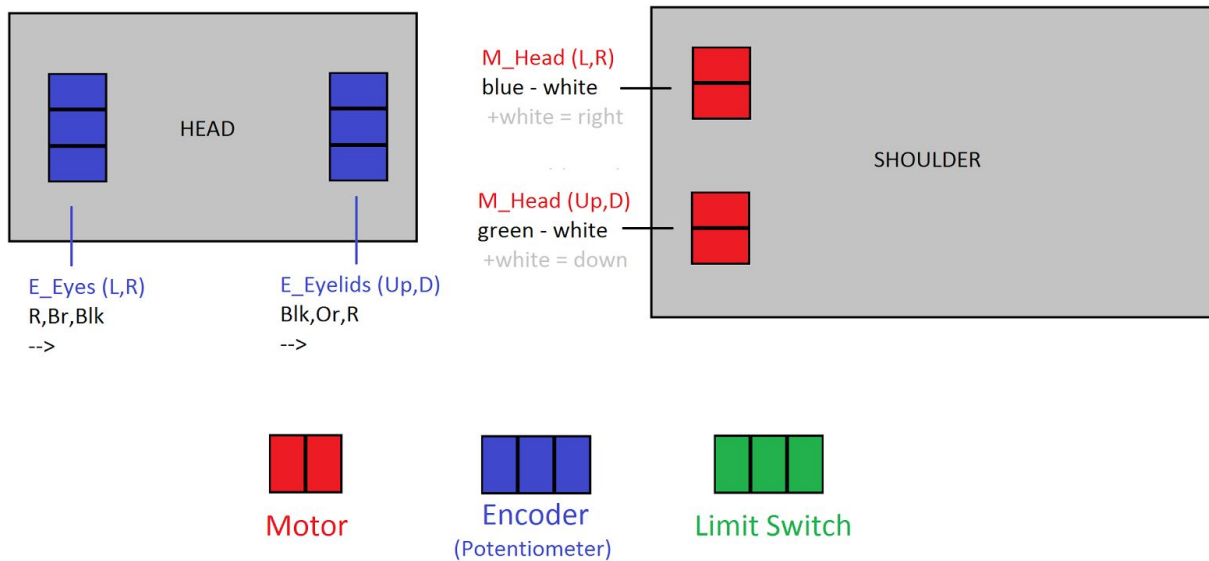 HEAD
E_Eyes (L,R)
R,Br,Blk
-->
E_Eyelids (Up,D)
Blk,Or,R
-->
M_Head (L,R)
blue - white
+white = right
M_Head (Up,D)
green - white
+white = down
SHOULDER
Motor
Encoder
(Potentiometer)
Limit Switch